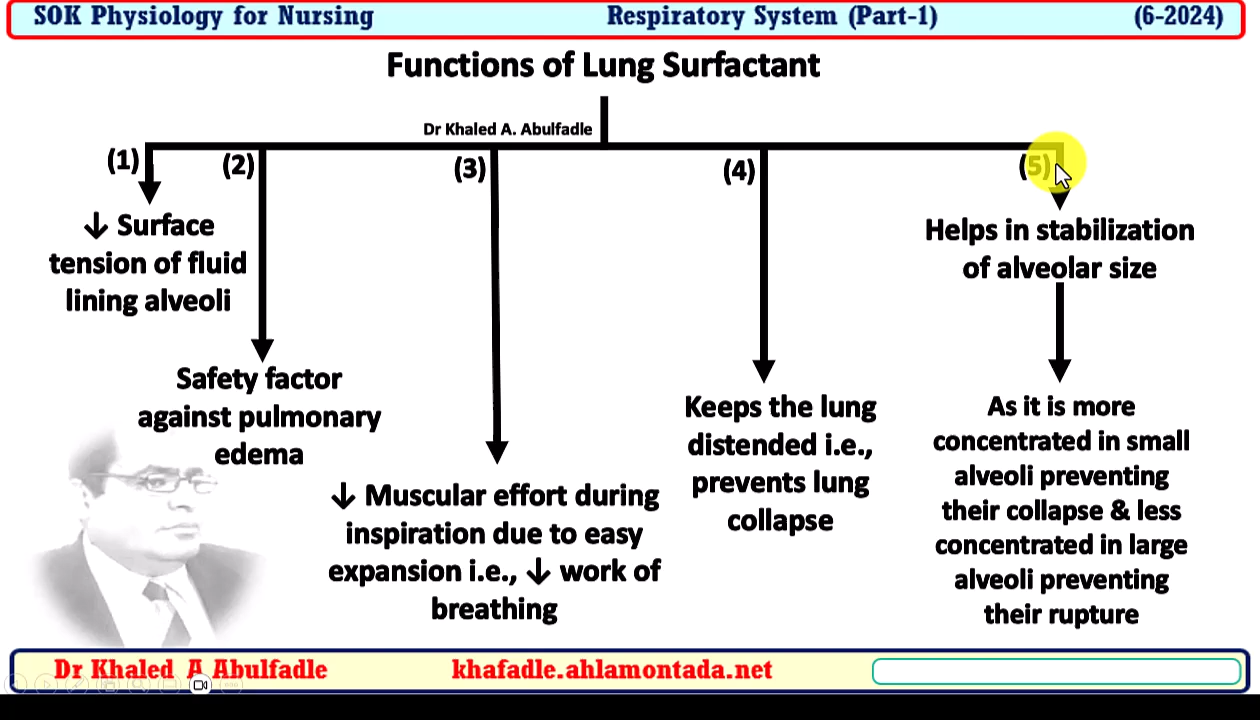 SOK Physiology for Nursing
Respiratory System (Part-1)
(6-2024)
Functions of Lung Surfactant
Dr Khaled A. Abulfadle
(1)
↓ Surface
tension of fluid
lining alveoli
(2)
Safety factor
against pulmonary
edema
(3)
↓ Muscular effort during
inspiration due to easy
expansion i.e., ↓ work of
breathing
(4)
Keeps the lung
distended i.e.,
prevents lung
collapse
(5)
Helps in stabilization
of alveolar size
As it is more
concentrated in small
alveoli preventing
their collapse & less
concentrated in large
alveoli preventing
their rupture
Dr Khaled A Abulfadle
khafadle.ahlamontada.net